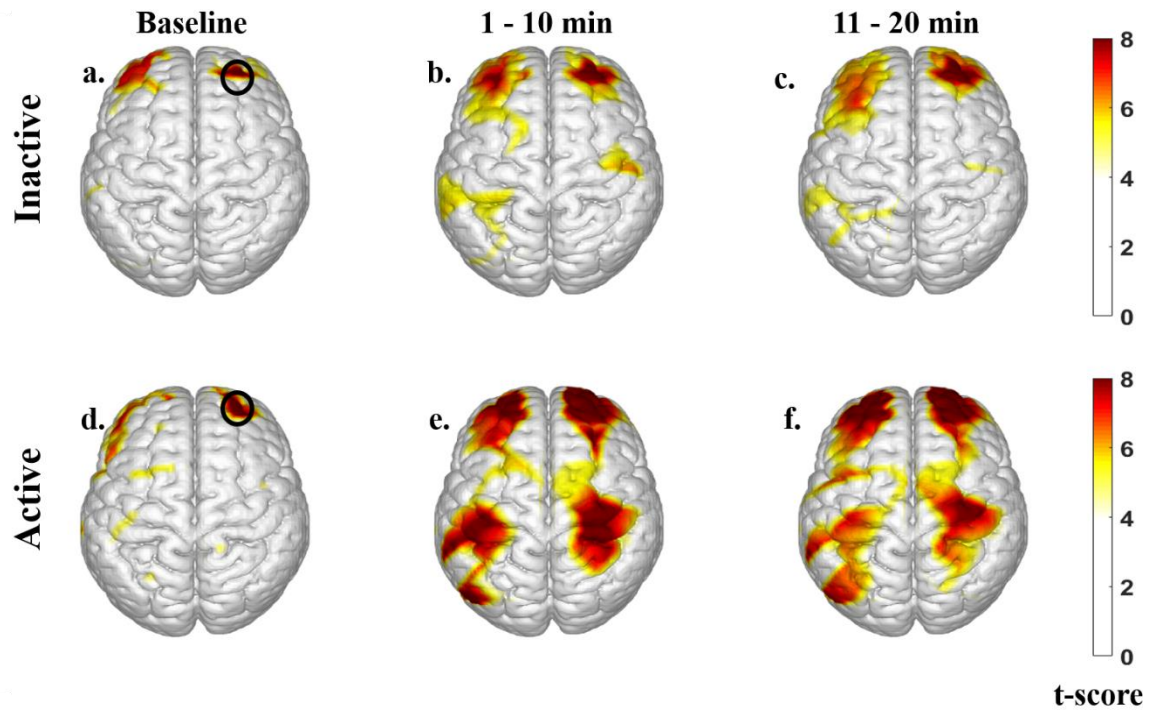 Baseline
1 - 10 min
11 - 20 min
Inactive
a.
b.
c.
8
6
4
2
0
Active
d.
e.
f.
8
6
4
2
0
t-score